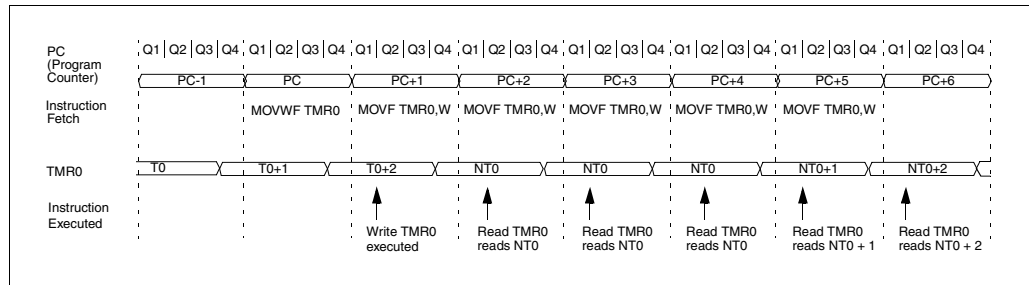 PC
(Program
Counter)
Q1 Q2 Q3 Q4 Q1 Q2 Q3 Q4 Q1 Q2 Q3 Q4 Q1 Q2 Q3 Q4 Q1 Q2 Q3 Q4 Q1 Q2 Q3 Q4 Q1 Q2 Q3 Q4 Q1 Q2 Q3 Q4
PC-1 PC PC+1 PC+2 PC+3 PC+4 PC+5 PC+6
Instruction
Fetch
MOVWF TMR0 MOVF TMR0,W MOVF TMR0,W MOVF TMR0,W MOVF TMR0,W MOVF TMR0,W
TMR0
T0 T0+1 T0+2 NT0 NT0 NT0 NT0+1 NT0+2
Instruction
Executed
Write TMR0
executed
Read TMR0
reads NT0
Read TMR0
reads NT0
Read TMR0
reads NT0
Read TMR0
reads NT0 + 1
Read TMR0
reads NT0 + 2